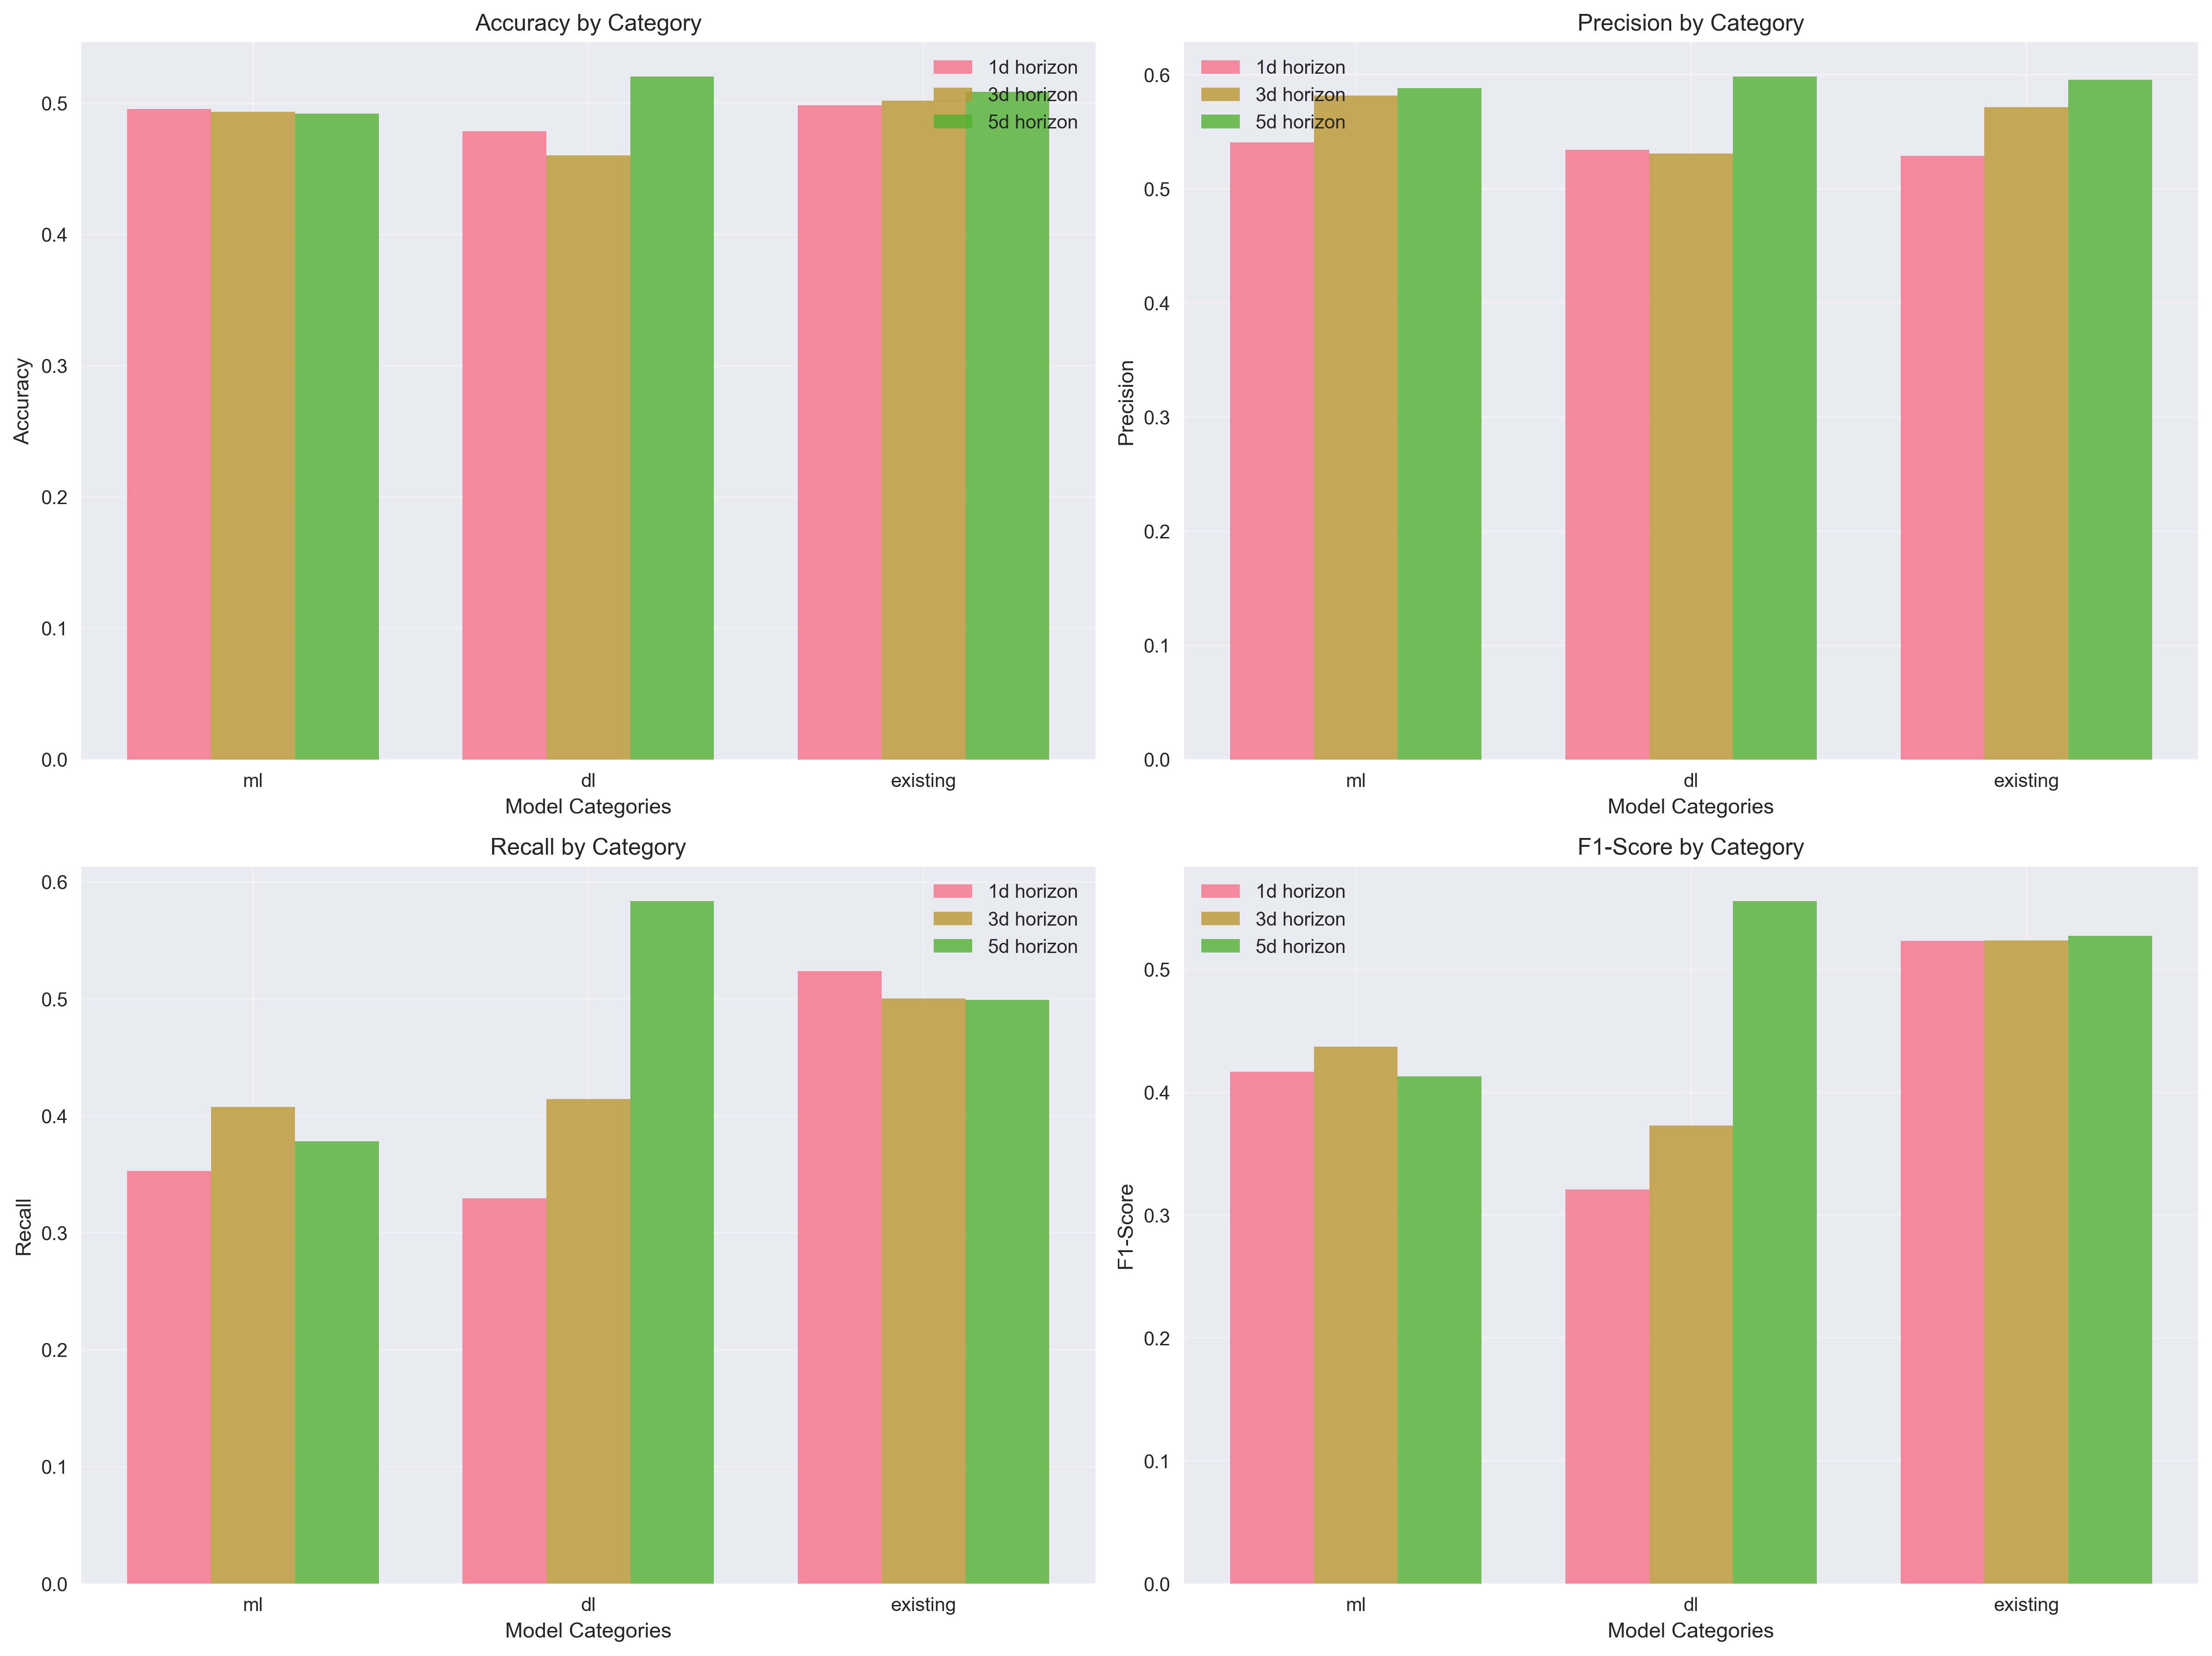 Accuracy by Category
1d horizon
3d horizon
5d horizon
Accuracy
0.5
0.4
0.3
0.2
0.1
0.0
ml
dl
existing
Model Categories
Precision by Category
1d horizon
3d horizon
5d horizon
Precision
0.6
0.5
0.4
0.3
0.2
0.1
0.0
ml
dl
existing
Model Categories
Recall by Category
1d horizon
3d horizon
5d horizon
Recall
0.6
0.5
0.4
0.3
0.2
0.1
0.0
ml
dl
existing
Model Categories
F1-Score by Category
1d horizon
3d horizon
5d horizon
F1-Score
0.5
0.4
0.3
0.2
0.1
0.0
ml
dl
existing
Model Categories